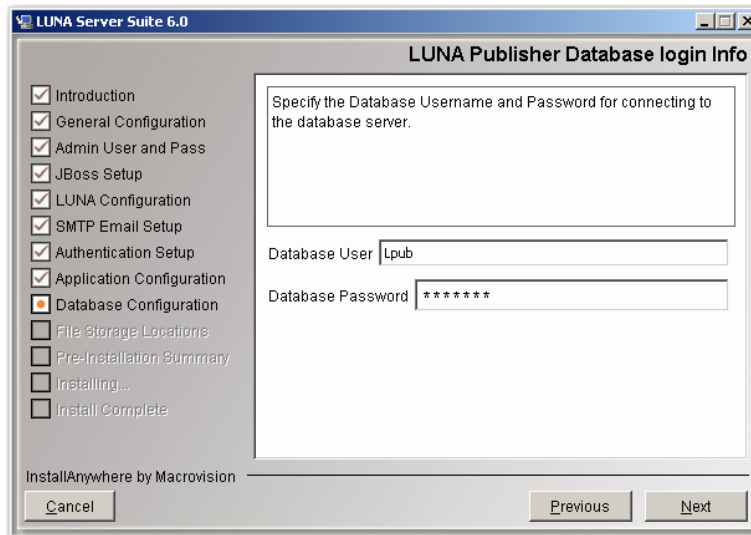 LUNA Server Suite 6.0
LUNA Publisher Database login Info
Introduction
General Configuration
Admin User and Pass
JBoss Setup
LUNA Configuration
SMTP Email Setup
Authentication Setup
Application Configuration
Database Configuration
File Storage Locations
Pre-Installation Summary
Installing...
Install Complete
Specify the Database Username and Password for connecting to
the database server.
Database User Lpub
Database Password *******
InstallAnywhere by Macrovision
Cancel
Previous
Next